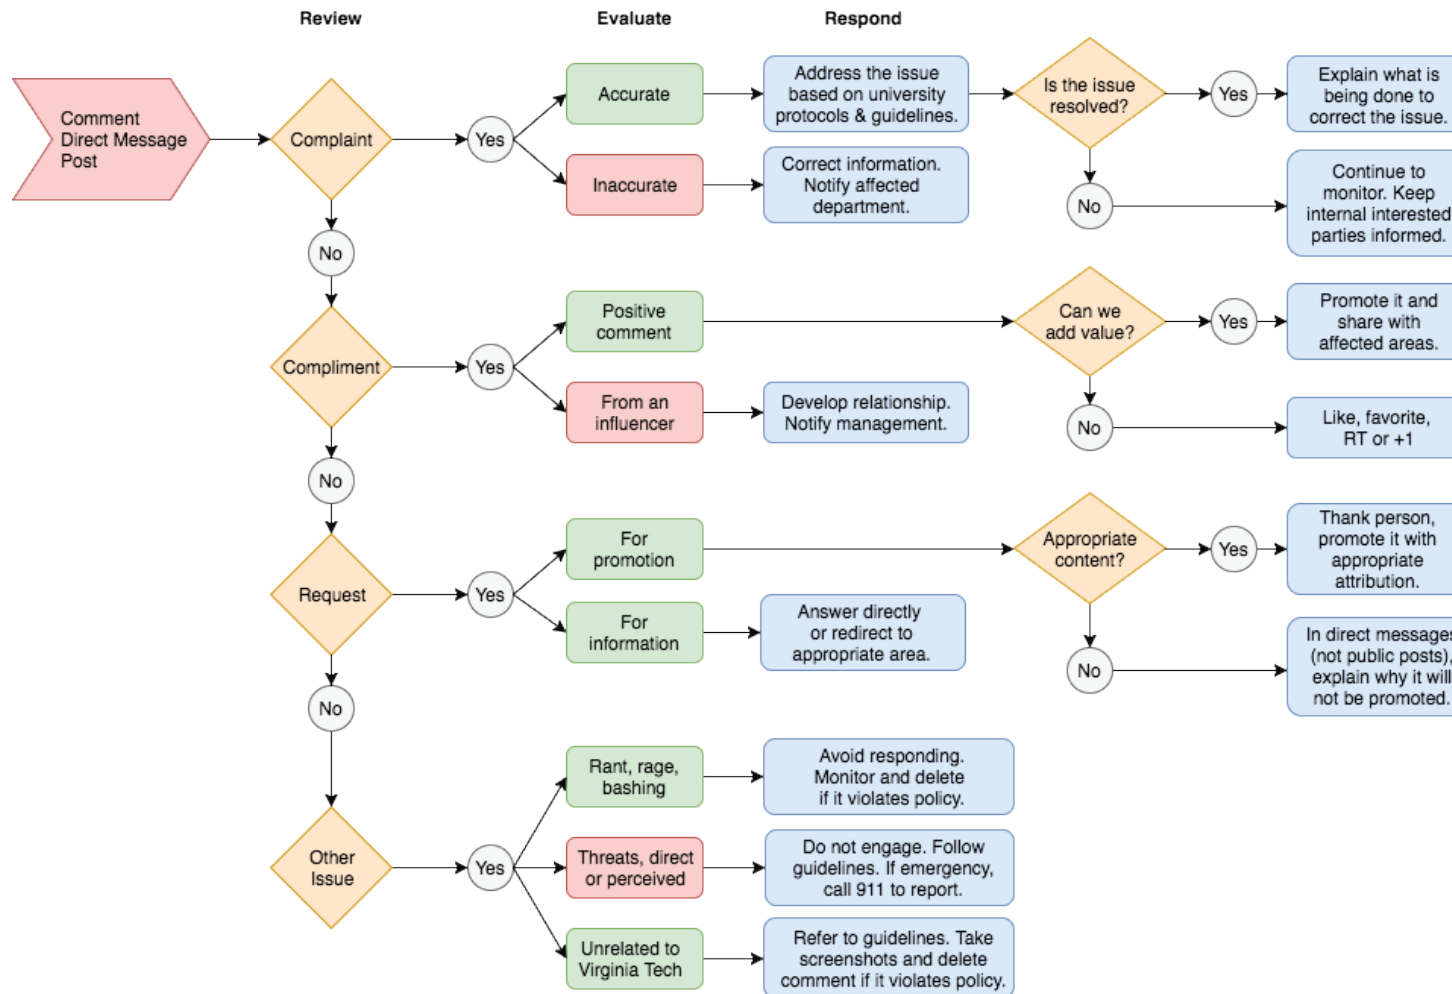 Review
Evaluate
Respond
Comment
Direct Message
Post
Complaint
Yes
Accurate
Address the issue
based on university
protocols & guidelines.
Is the issue
resolved?
Yes
Explain what is
being done to
correct the issue.
Inaccurate
Correct information.
Notify affected
department.
No
Continue to
monitor. Keep
internal interested
parties informed.
No
Compliment
Yes
Positive
comment
Can we
add value?
Yes
Promote it and
share with
affected areas.
From an
influencer
Develop relationship.
Notify management.
No
Like, favorite,
RT or +1
No
Request
Yes
For
promotion
Appropriate
content?
Yes
Thank person,
promote it with
appropriate
attribution.
For
information
Answer directly
or redirect to
appropriate area.
No
In direct messages
(not public posts),
explain why it will
not be promoted.
No
Other
Issue
Yes
Rant, rage,
bashing
Avoid responding.
Monitor and delete
if it violates policy.
Threats, direct
or perceived
Do not engage. Follow
guidelines. If emergency,
call 911 to report.
Unrelated to
Virginia Tech
Refer to guidelines. Take
screenshots and delete
comment if it violates policy.